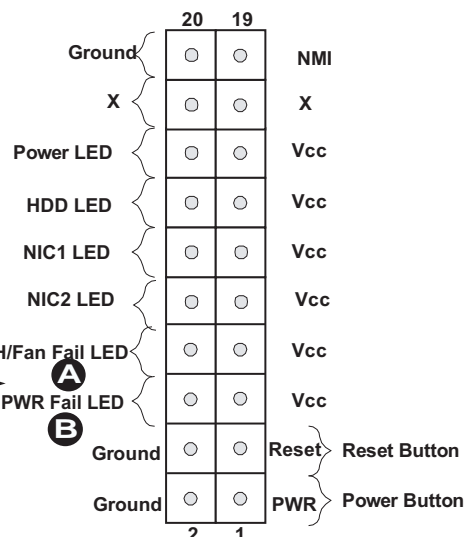 20 19
Ground NMI
X X
Power LED Vcc
HDD LED Vcc
NIC1 LED Vcc
NIC2 LED Vcc
H/Fan Fail LED Vcc
A
PWR Fail LED Vcc
B
Ground Reset Reset Button
Ground PWR Power Button
2 1